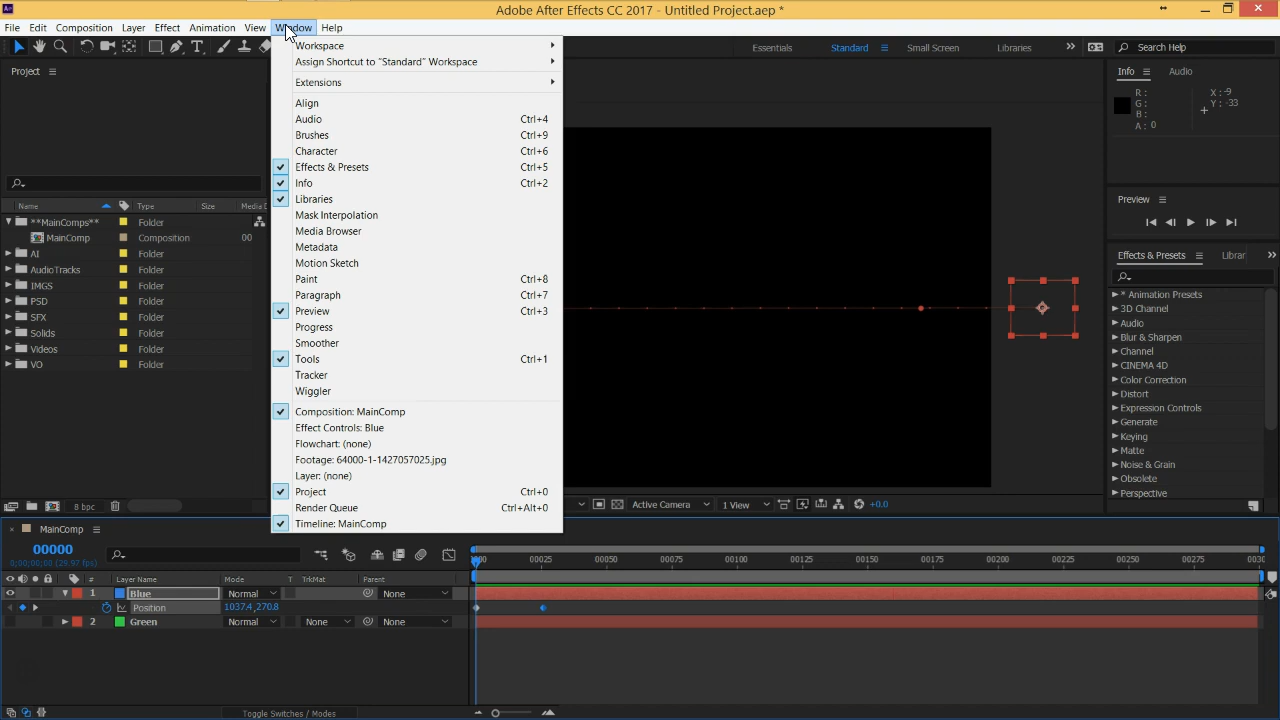 Adobe After Effects CC 2017 - Untitled Project.aep *
File Edit Composition Layer Effect Animation View Window Help
Essentials Standard Small Screen Libraries Search Help
Project
Name Type Size Media D
**MainComps** Folder
MainComp Composition 00
AI Folder
AudioTracks Folder
IMGS Folder
PSD Folder
SFX Folder
Solids Folder
Videos Folder
VO Folder
8 bpc
Workspace
Assign Shortcut to "Standard" Workspace
Extensions
Align
Audio Ctrl+4
Brushes Ctrl+9
Character Ctrl+6
Effects & Presets Ctrl+5
Info Ctrl+2
Libraries
Mask Interpolation
Media Browser
Metadata
Motion Sketch
Paint Ctrl+8
Paragraph Ctrl+7
Preview Ctrl+3
Progress
Smoother
Tools Ctrl+1
Tracker
Wiggler
Composition: MainComp
Effect Controls: Blue
Flowchart: (none)
Footage: 64000-1-1427057025.jpg
Layer: (none)
Project Ctrl+0
Render Queue Ctrl+Alt+0
Timeline: MainComp
Active Camera 1 View +0.0
Info Audio
R : X : -9
G : Y : -33
B :
A : 0
Preview
Effects & Presets Librar
* Animation Presets
3D Channel
Audio
Blur & Sharpen
Channel
CINEMA 4D
Color Correction
Distort
Expression Controls
Generate
Keying
Matte
Noise & Grain
Obsolete
Perspective
MainComp
00000
0;00;00;00 (29.97 fps)
00025 00050 00075 00100 00125 00150 00175 00200 00225 00250 00275 0030
# Layer Name Mode T TrkMat Parent
1 Blue Normal None
Position 1037.4,270.8
2 Green Normal None None
Toggle Switches / Modes